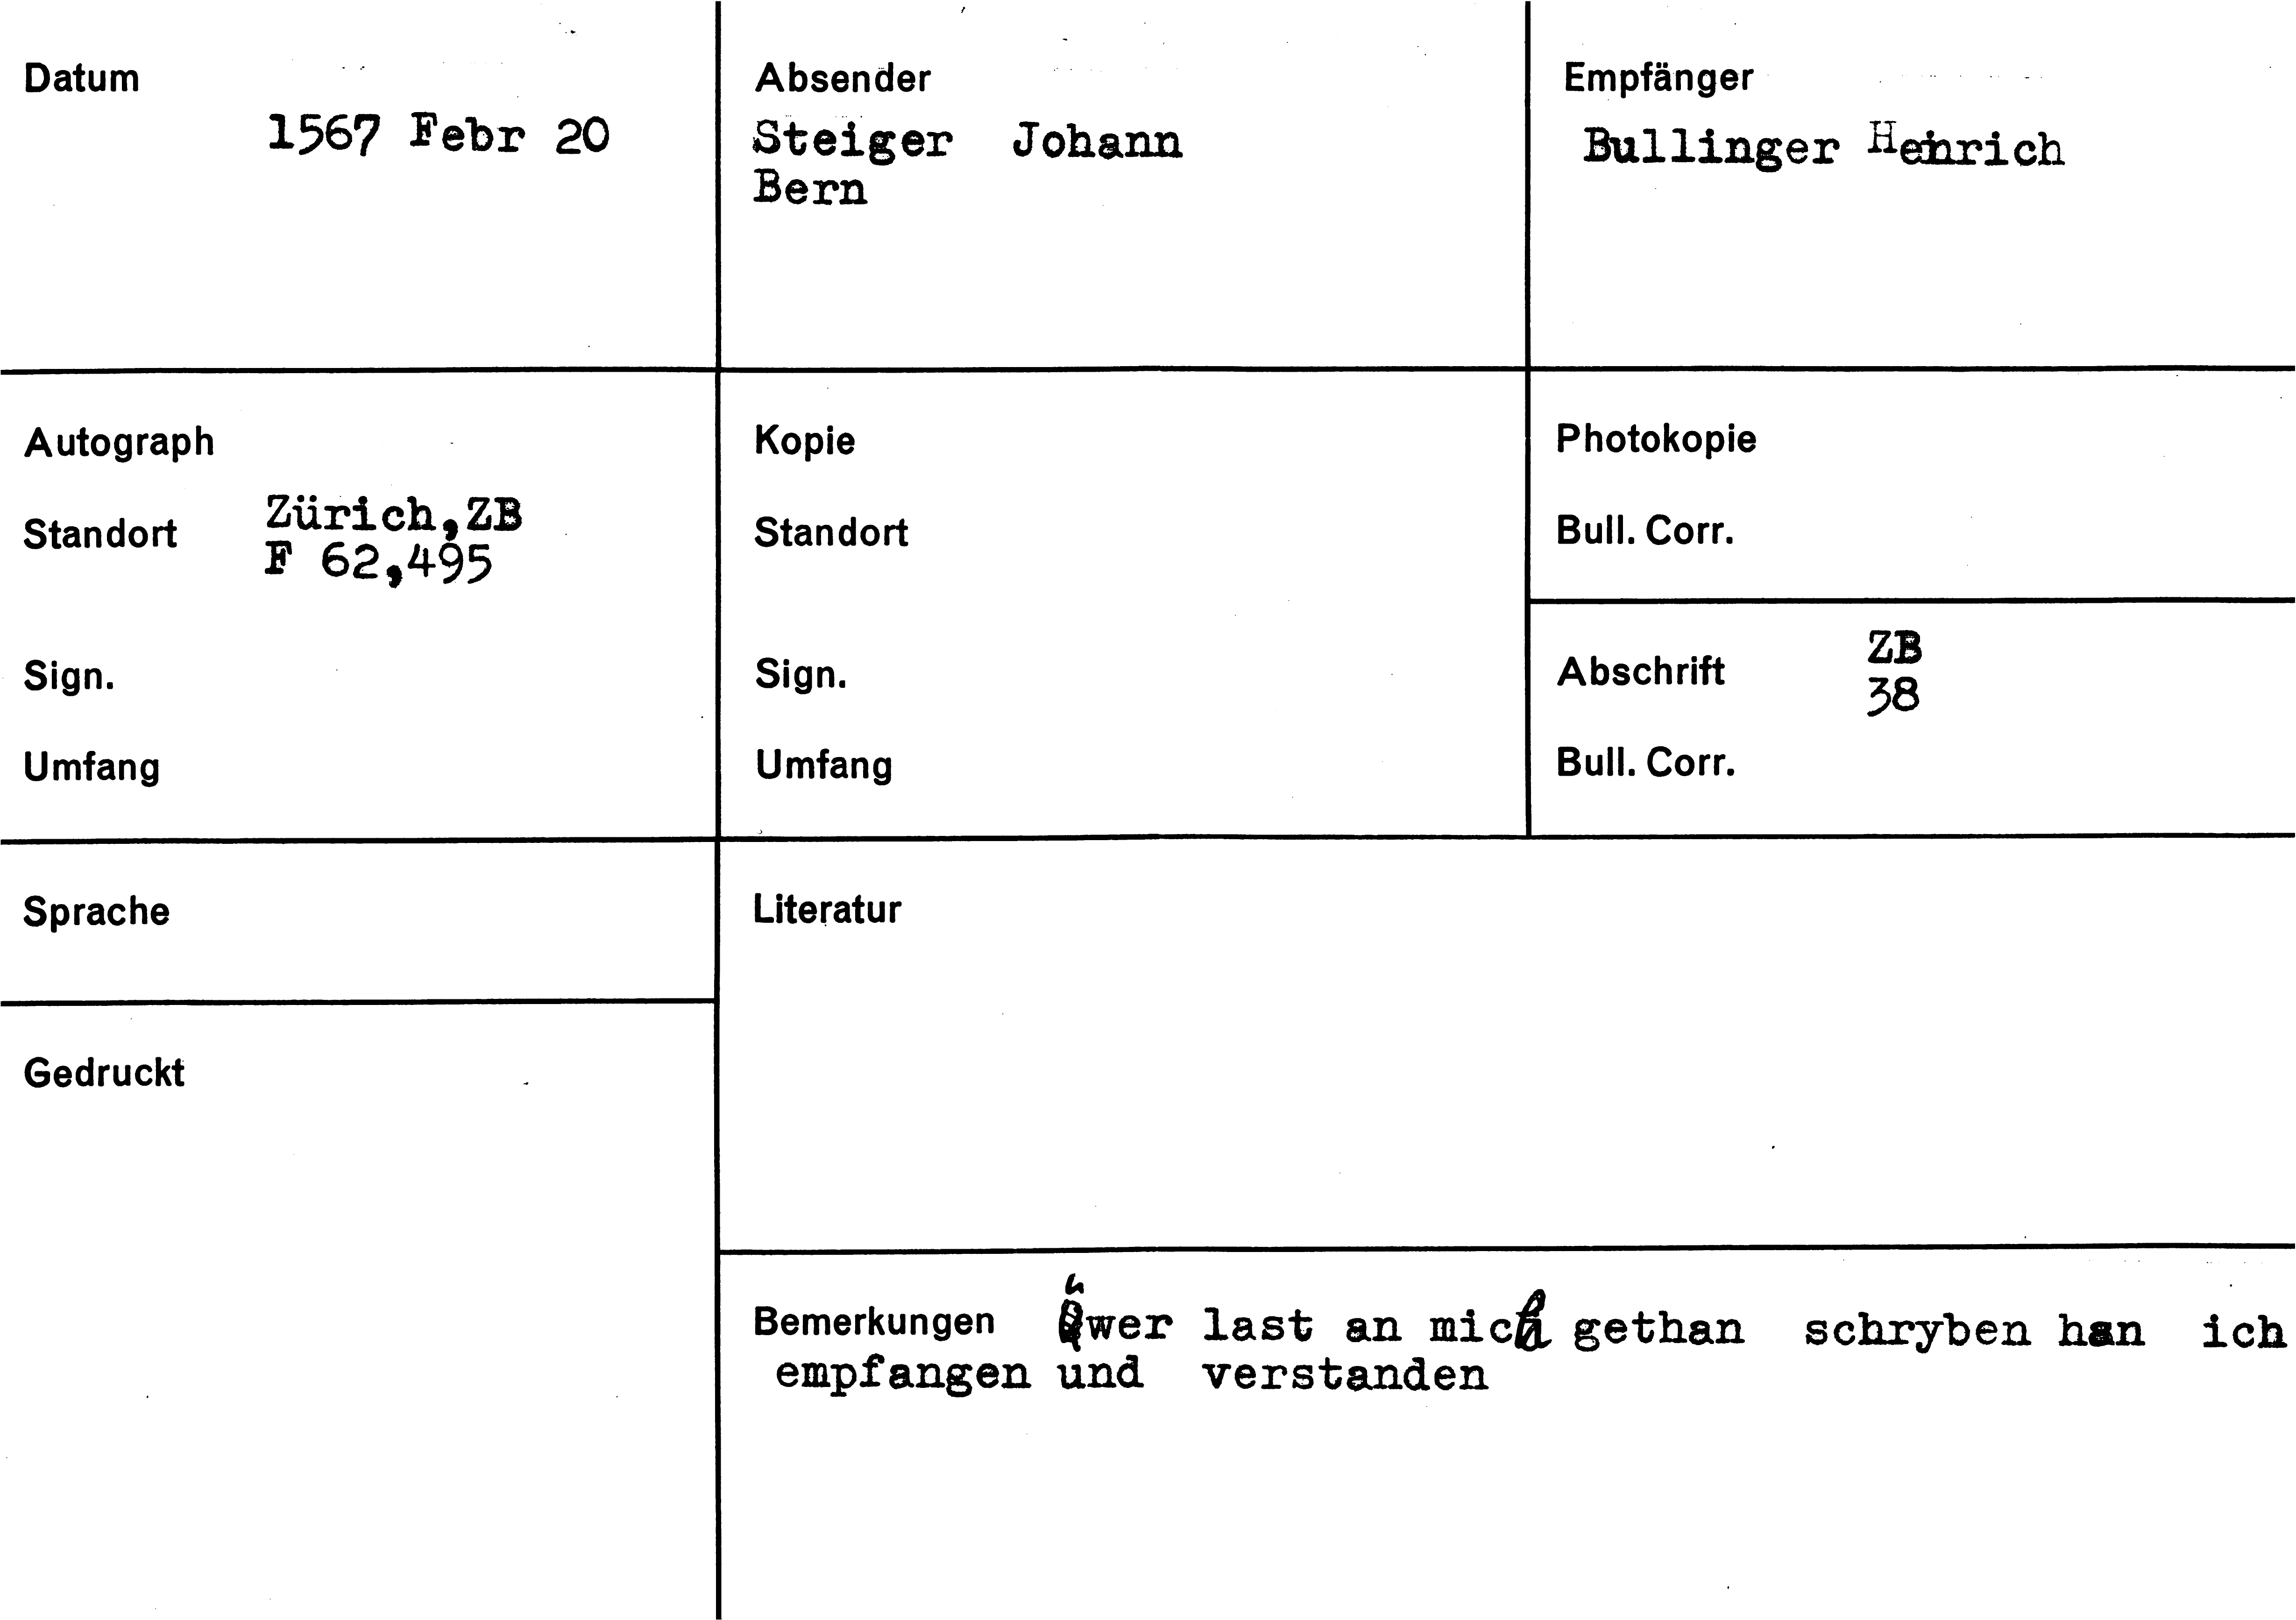 Datum
1567 Febr 20
Absender
Steiger Johann
Bern
Empfänger
Bullinger Heinrich
Autograph
Standort Zürich,ZB
F 62,495
Sign.
Umfang
Kopie
Standort
Sign.
Umfang
Photokopie
Bull. Corr.
Abschrift ZB
38
Bull. Corr.
Sprache
Literatur
Gedruckt
Bemerkungen last an mich gethan schryben han ich
empfangen und verstanden